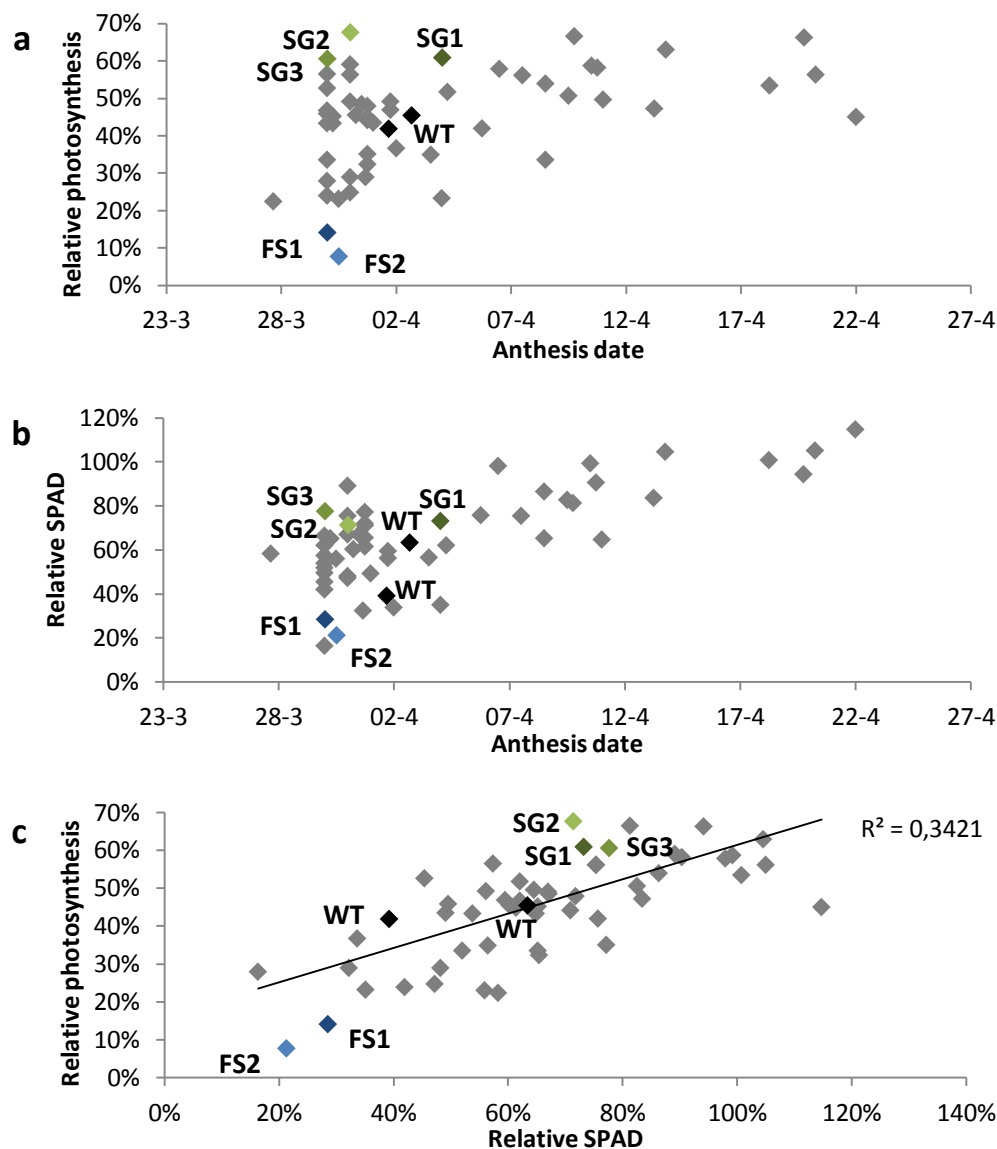 a
Relative photosynthesis
70%
60%
50%
40%
30%
20%
10%
0%
SG2
SG3
SG1
WT
FS1
FS2
23-3 28-3 02-4 07-4 12-4 17-4 22-4 27-4
Anthesis date
b
Relative SPAD
120%
100%
80%
60%
40%
20%
0%
SG3
SG2
WT
SG1
WT
FS1
FS2
23-3 28-3 02-4 07-4 12-4 17-4 22-4 27-4
Anthesis date
c
Relative photosynthesis
70%
60%
50%
40%
30%
20%
10%
0%
SG2
SG1
SG3
R² = 0,3421
WT
WT
FS1
FS2
0% 20% 40% 60% 80% 100% 120% 140%
Relative SPAD